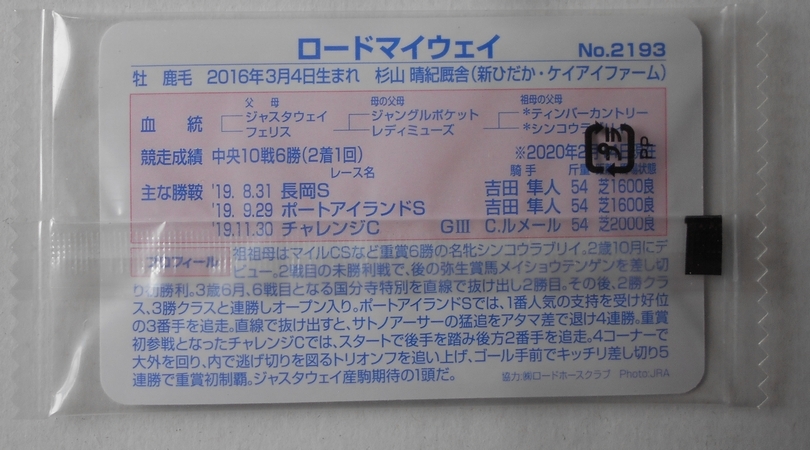 ロードマイウェイ No.2193
牡 鹿毛 2016年3月4日生まれ 杉山 晴紀厩舎(新ひだか・ケイアイファーム)
父 母 母の父母 祖母の父母
血統 ジャスタウェイ ジャングルポケット *ティンバーカントリー
フェリス レディミューズ *シンコウラ
競走成績 中央10戦6勝(2着1回) ※2020年2
レース名 騎手 斤量 状態
主な勝鞍 '19. 8.31 長岡S 吉田 隼人 54 芝1600良
'19. 9.29 ポートアイランドS 吉田 隼人 54 芝1600良
'19.11.30 チャレンジC GⅢ C.ルメール 54 芝2000良
プロフィール 祖祖母はマイルCSなど重賞6勝の名牝シンコウラブリイ。2歳10月にデ
ビュー。2戦目の未勝利戦で、後の弥生賞馬メイショウテンゲンを差し切
り初勝利。3歳6月、6戦目となる国分寺特別を直線で抜け出し2勝目。その後、2勝クラ
ス、3勝クラスと連勝しオープン入り。ポートアイランドSでは、1番人気の支持を受け好位
の3番手を追走。直線で抜け出すと、サトノアーサーの猛追をアタマ差で退け4連勝。重賞
初参戦となったチャレンジCでは、スタートで後手を踏み後方2番手を追走。4コーナーで
大外を回り、内で逃げ切りを図るトリオンフを追い上げ、ゴール手前でキッチリ差し切り5
連勝で重賞初制覇。ジャスタウェイ産駒期待の1頭だ。 協力:㈱ロードホースクラブ Photo:JRA
プラ
PP